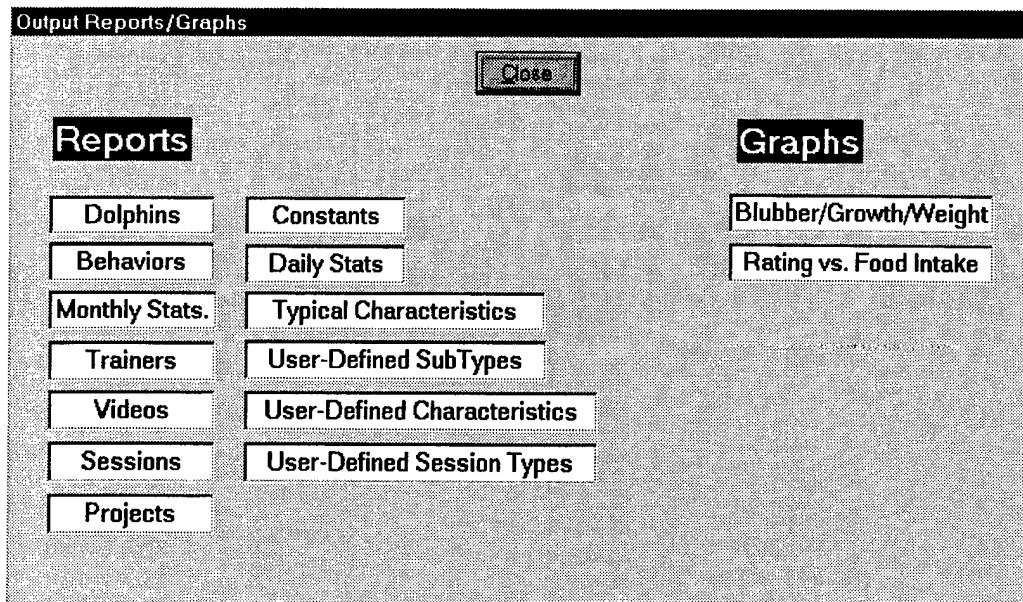 Output Reports/Graphs
Close
Reports
Graphs
Dolphins
Constants
Blubber/Growth/Weight
Behaviors
Daily Stats
Rating vs. Food Intake
Monthly Stats.
Typical Characteristics
Trainers
User-Defined SubTypes
Videos
User-Defined Characteristics
Sessions
User-Defined Session Types
Projects